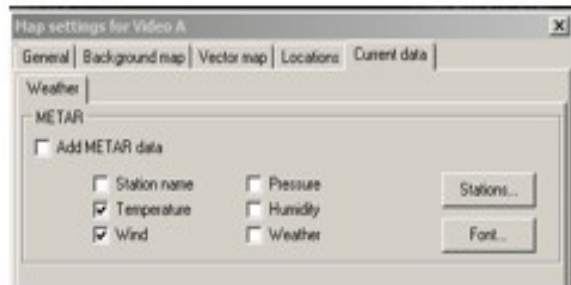 Map settings for Video A
General Background map Vector map Locations Current data
Weather
METAR
Add METAR data
Station name Pressure Stations...
Temperature Humidity
Wind Weather Font...